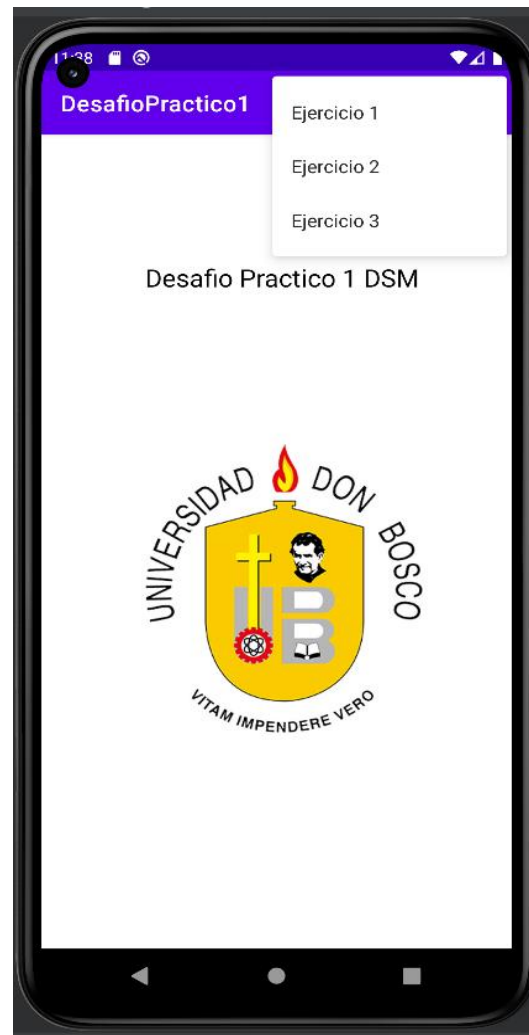 11:38
DesafioPractico1
Ejercicio 1
Ejercicio 2
Ejercicio 3
Desafio Practico 1 DSM
UNIVERSIDAD DON BOSCO
UDB
VITAM IMPENDERE VERO